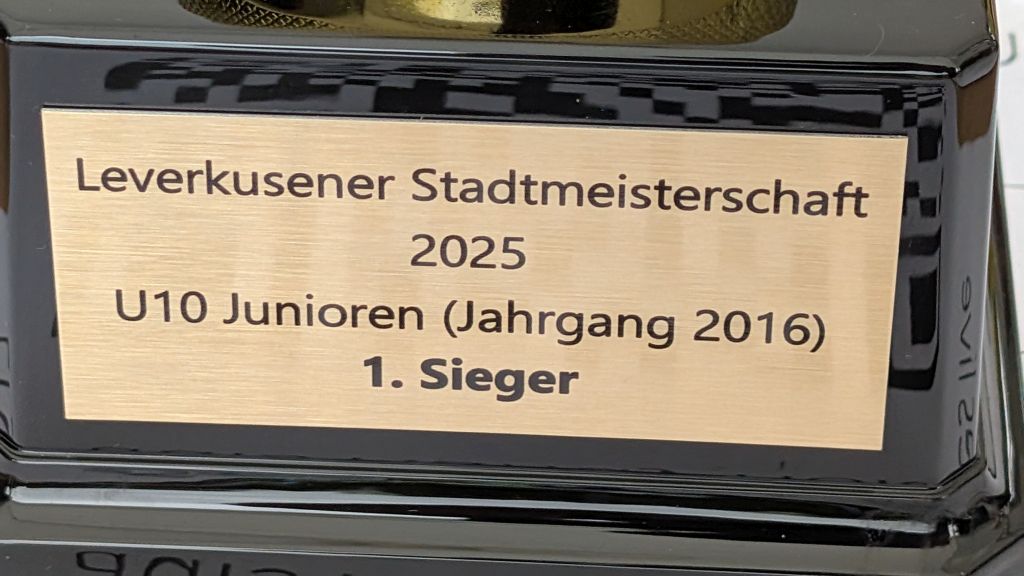 Leverkusener Stadtmeisterschaft
2025
U10 Junioren (Jahrgang 2016)
1. Sieger